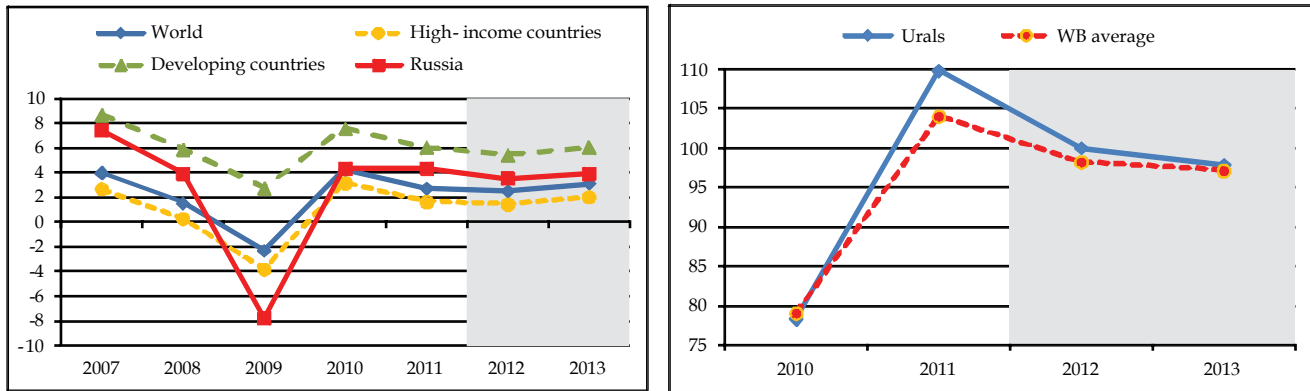 World
High- income countries
Developing countries
Russia
10
8
6
4
2
0
-2
-4
-6
-8
-10
2007 2008 2009 2010 2011 2012 2013
Urals
WB average
110
105
100
95
90
85
80
75
2010 2011 2012 2013